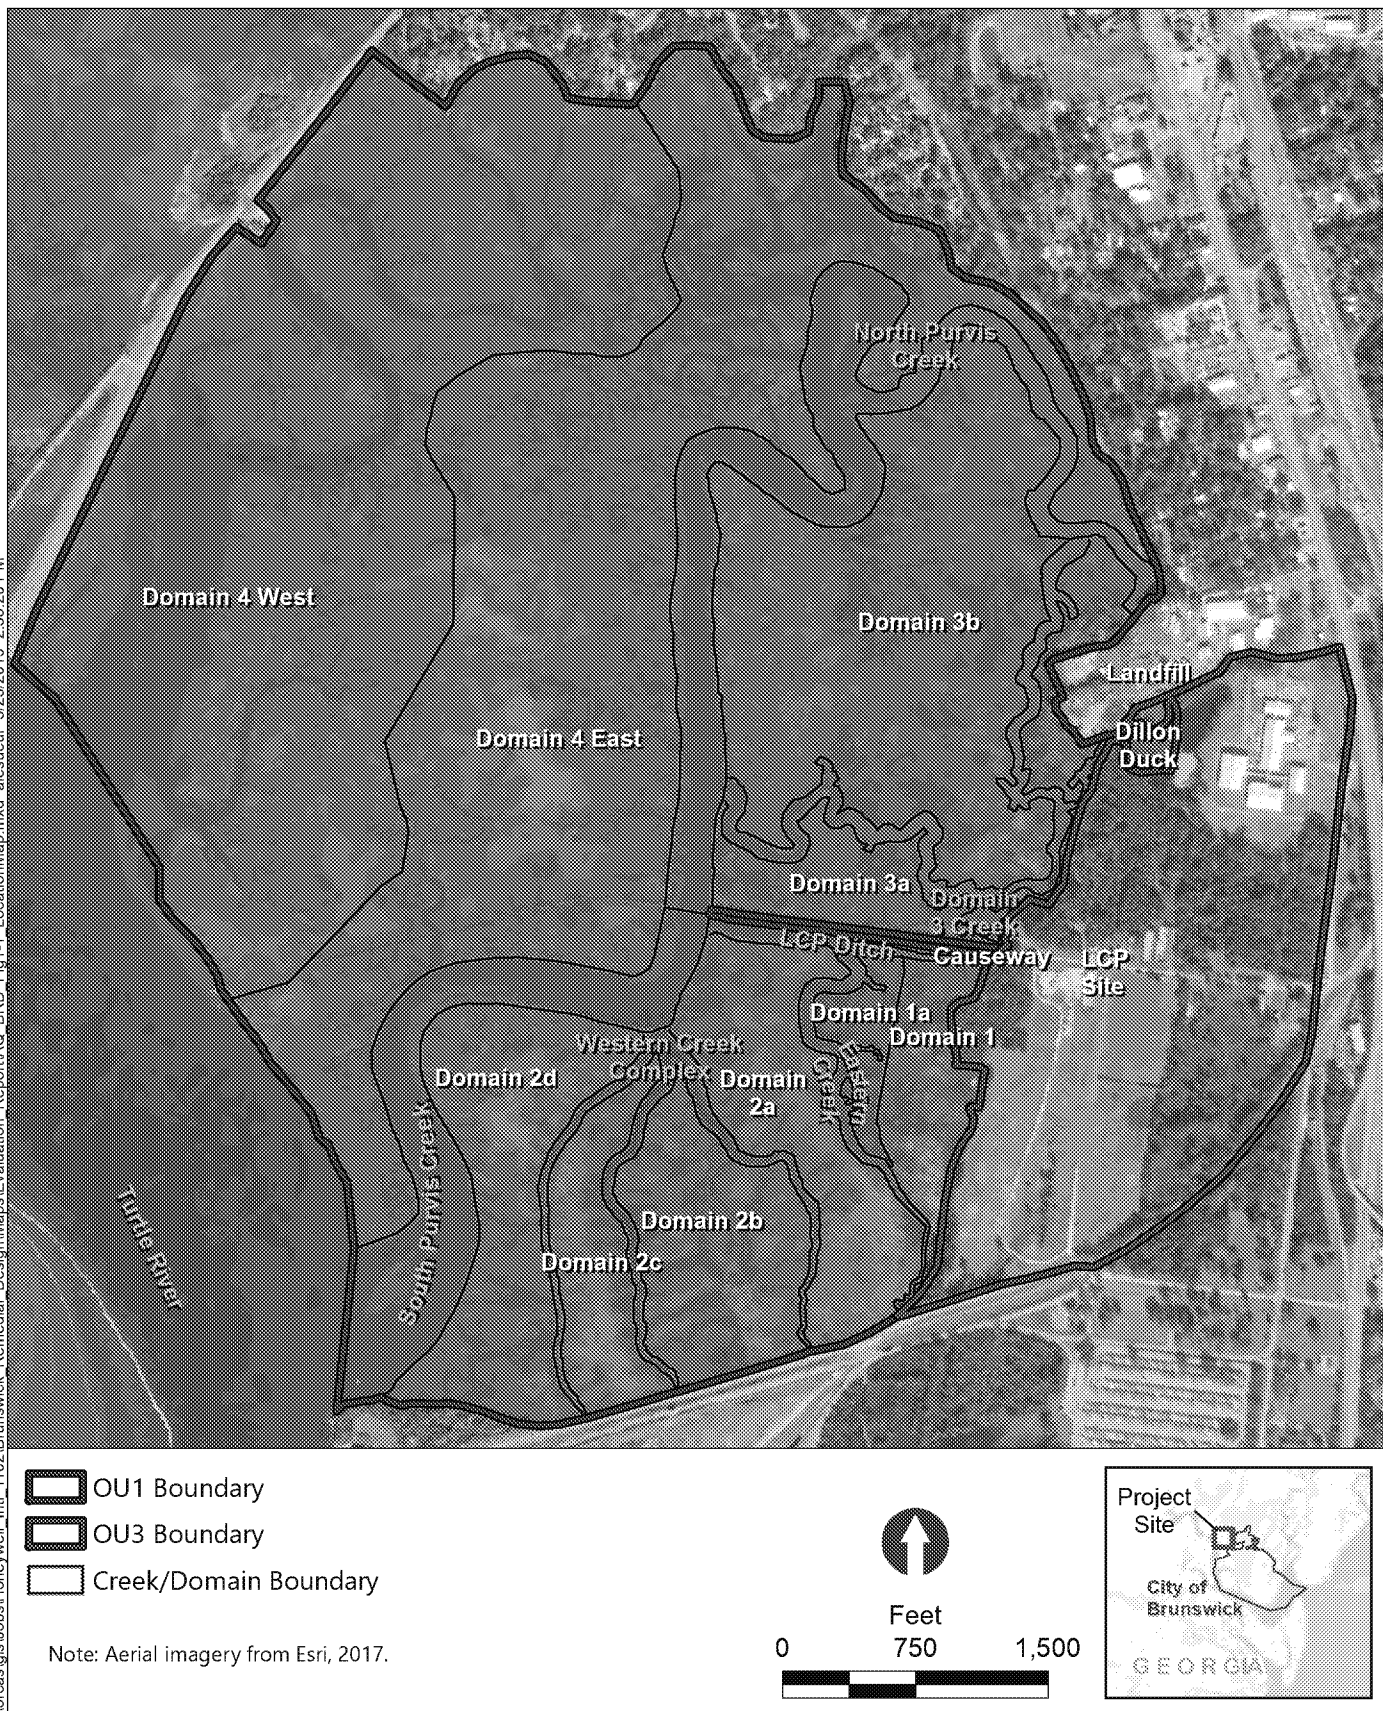 North Purvis
Creek
Domain 4 West
Domain 3b
Landfill
Dillon
Duck
Domain 4 East
Domain 3a
Domain
3 Creek
LCP Ditch
Causeway
LCP
Site
Domain 1a
Domain 1
Western Creek
Complex
Eastern
Creek
Domain 2d
Domain
2a
South Purvis Creek
Turtle River
Domain 2b
Domain 2c
OU1 Boundary
OU3 Boundary
Creek/Domain Boundary
Note: Aerial imagery from Esri, 2017.
Feet
0 750 1,500
Project
Site
City of
Brunswick
GEORGIA